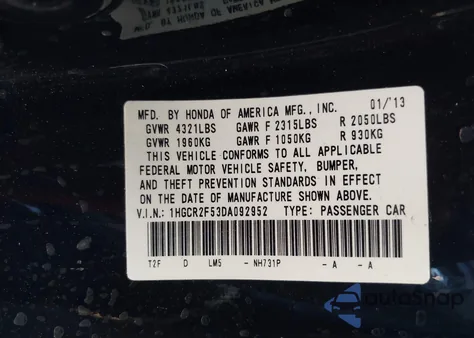 MFD. BY HONDA OF AMERICA MFG., INC. 01/'13
GVWR 4321LBS GAWR F 2315LBS R 2050LBS
GVWR 1960KG GAWR F 1050KG R 930KG
THIS VEHICLE CONFORMS TO ALL APPLICABLE
FEDERAL MOTOR VEHICLE SAFETY, BUMPER,
AND THEFT PREVENTION STANDARDS IN EFFECT
ON THE DATE OF MANUFACTURE SHOWN ABOVE.
V.I.N.: 1HGCR2F53DA092952 TYPE: PASSENGER CAR
T2F D LM5 - NH731P - A - A
autoSnap